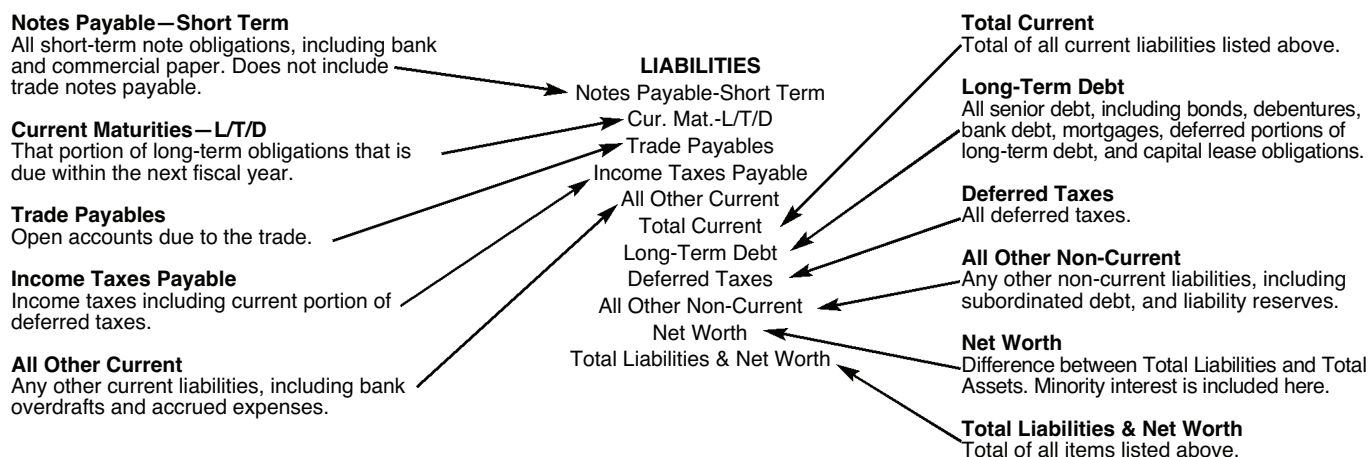 Notes Payable—Short Term
All short-term note obligations, including bank
and commercial paper. Does not include
trade notes payable.
Current Maturities—L/T/D
That portion of long-term obligations that is
due within the next fiscal year.
Trade Payables
Open accounts due to the trade.
Income Taxes Payable
Income taxes including current portion of
deferred taxes.
All Other Current
Any other current liabilities, including bank
overdrafts and accrued expenses.
LIABILITIES
Notes Payable-Short Term
Cur. Mat.-L/T/D
Trade Payables
Income Taxes Payable
All Other Current
Total Current
Long-Term Debt
Deferred Taxes
All Other Non-Current
Net Worth
Total Liabilities & Net Worth
Total Current
Total of all current liabilities listed above.
Long-Term Debt
All senior debt, including bonds, debentures,
bank debt, mortgages, deferred portions of
long-term debt, and capital lease obligations.
Deferred Taxes
All deferred taxes.
All Other Non-Current
Any other non-current liabilities, including
subordinated debt, and liability reserves.
Net Worth
Difference between Total Liabilities and Total
Assets. Minority interest is included here.
Total Liabilities & Net Worth
Total of all items listed above.